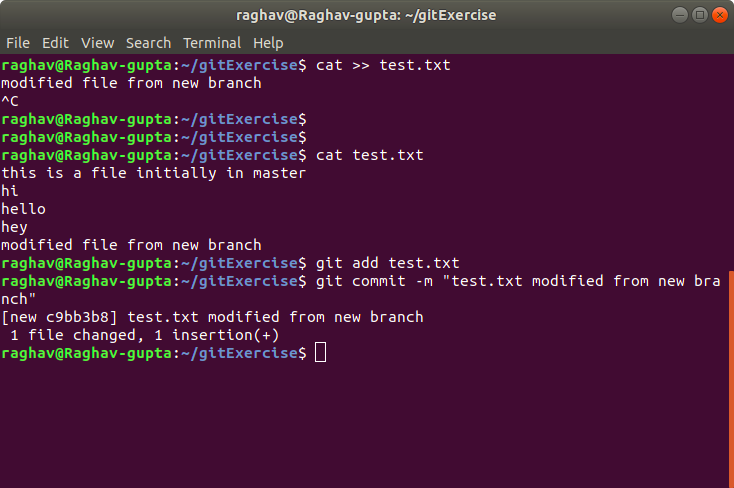 raghav@Raghav-gupta: ~/gitExercise
File Edit View Search Terminal Help
raghav@Raghav-gupta:~/gitExercise$ cat >> test.txt
modified file from new branch
^C
raghav@Raghav-gupta:~/gitExercise$
raghav@Raghav-gupta:~/gitExercise$
raghav@Raghav-gupta:~/gitExercise$ cat test.txt
this is a file initially in master
hi
hello
hey
modified file from new branch
raghav@Raghav-gupta:~/gitExercise$ git add test.txt
raghav@Raghav-gupta:~/gitExercise$ git commit -m "test.txt modified from new bra
nch"
[new c9bb3b8] test.txt modified from new branch
 1 file changed, 1 insertion(+)
raghav@Raghav-gupta:~/gitExercise$